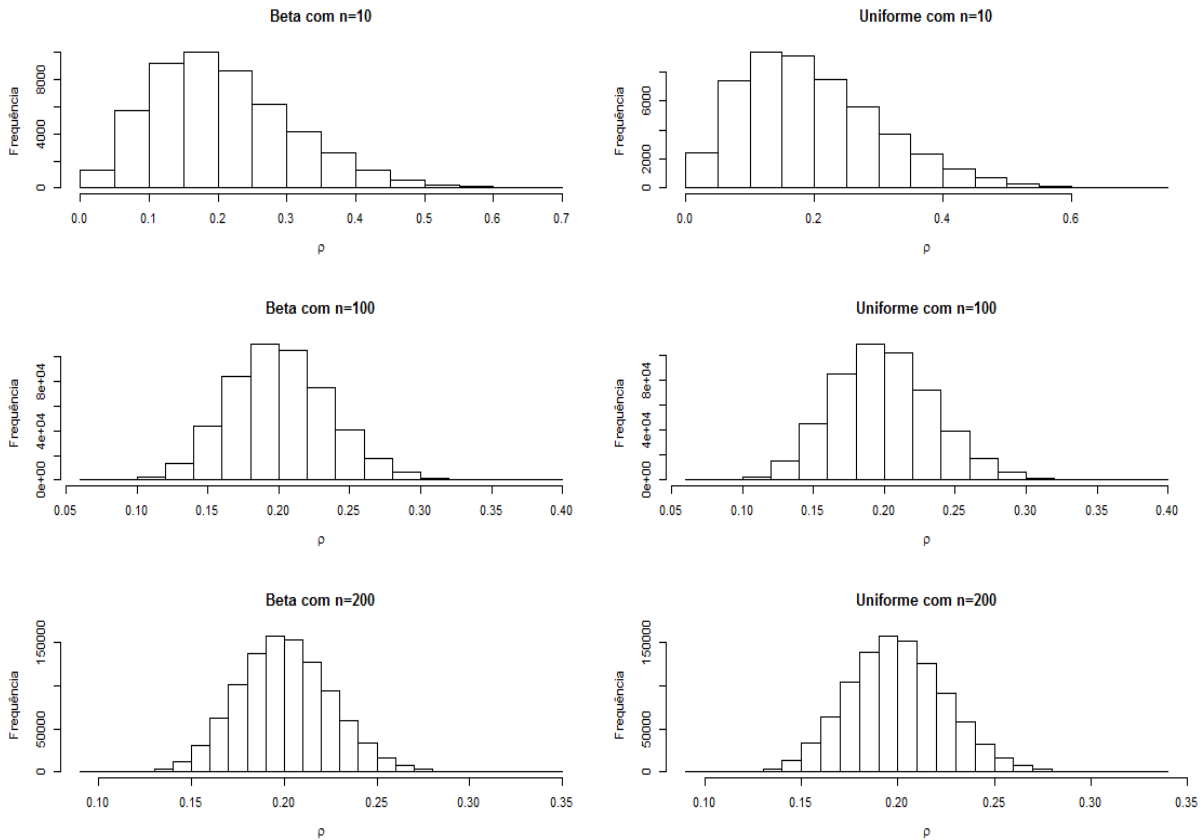 Beta com n=10
Frequência
0 4000 8000
0.0 0.1 0.2 0.3 0.4 0.5 0.6 0.7
ρ
Uniforme com n=10
Frequência
0 2000 6000
0.0 0.2 0.4 0.6
ρ
Beta com n=100
Frequência
0e+00 4e+04 8e+04
0.05 0.10 0.15 0.20 0.25 0.30 0.35 0.40
ρ
Uniforme com n=100
Frequência
0e+00 4e+04 8e+04
0.05 0.10 0.15 0.20 0.25 0.30 0.35 0.40
ρ
Beta com n=200
Frequência
0 50000 150000
0.10 0.15 0.20 0.25 0.30 0.35
ρ
Uniforme com n=200
Frequência
0 50000 150000
0.10 0.15 0.20 0.25 0.30 0.35
ρ